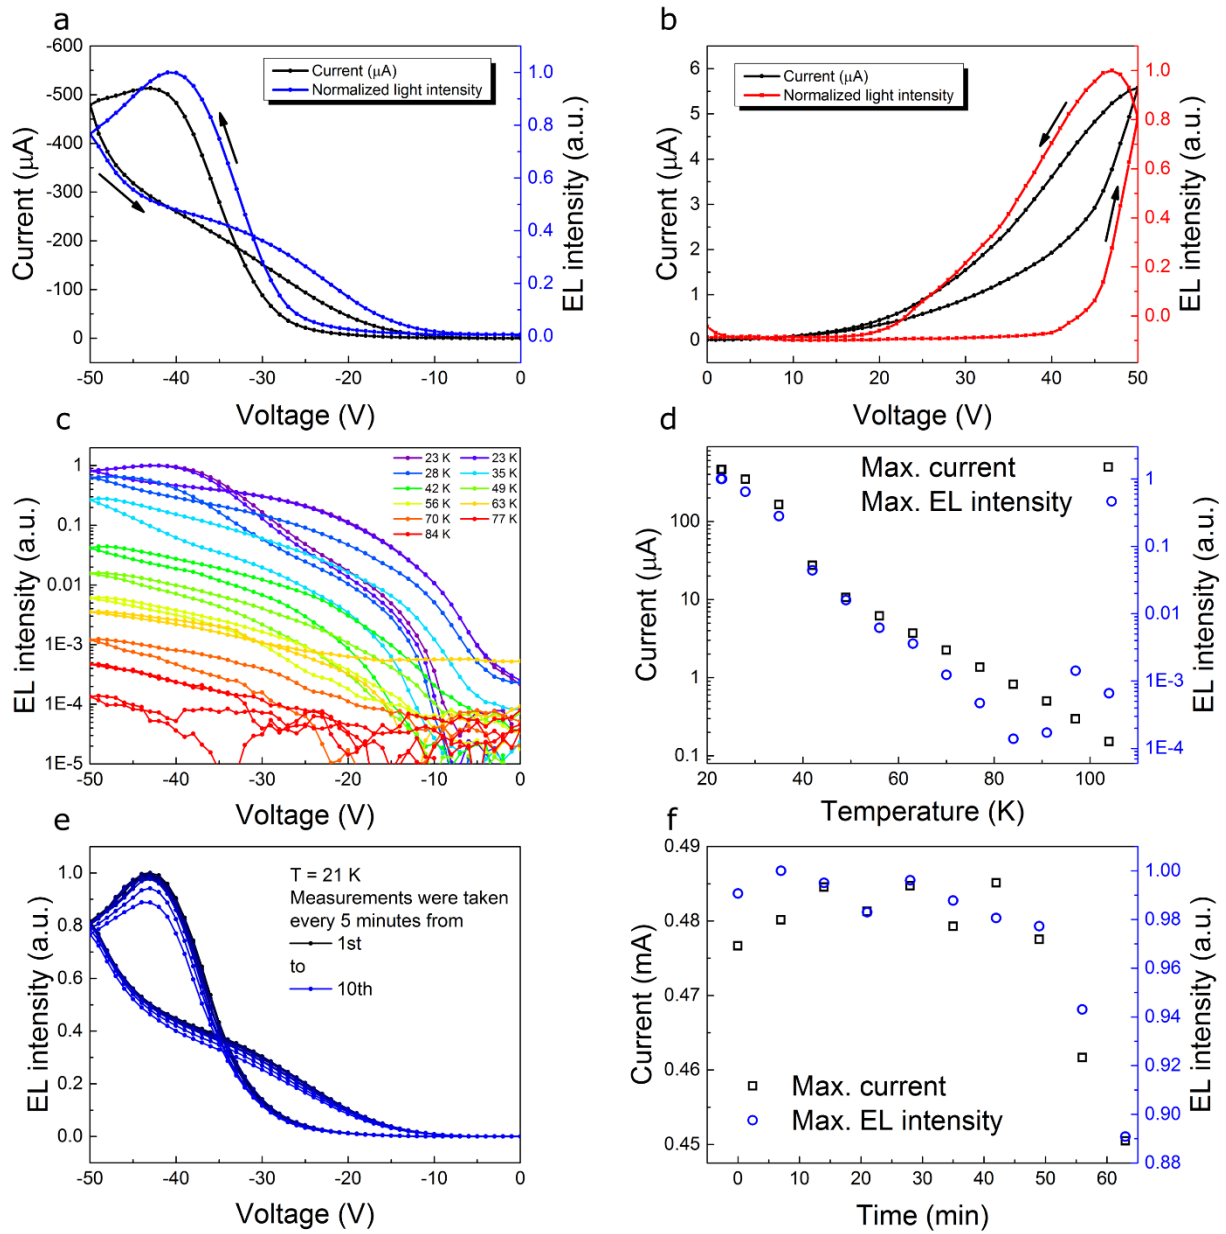 a
-600
-500
-400
-300
-200
-100
0
Current (μA)
Current (μA)
Normalized light intensity
1.0
0.8
0.6
0.4
0.2
0.0
EL intensity (a.u.)
-50 -40 -30 -20 -10 0
Voltage (V)
b
6
5
4
3
2
1
0
Current (μA)
Current (μA)
Normalized light intensity
1.0
0.8
0.6
0.4
0.2
0.0
EL intensity (a.u.)
0 10 20 30 40 50
Voltage (V)
c
1
0.1
0.01
1E-3
1E-4
1E-5
EL intensity (a.u.)
23 K 23 K
28 K 35 K
42 K 49 K
56 K 63 K
70 K 77 K
84 K
-50 -40 -30 -20 -10 0
Voltage (V)
d
100
10
1
0.1
Current (μA)
Max. current
Max. EL intensity
1
0.1
0.01
1E-3
1E-4
EL intensity (a.u.)
20 40 60 80 100
Temperature (K)
e
1.0
0.8
0.6
0.4
0.2
0.0
EL intensity (a.u.)
T = 21 K
Measurements were taken
every 5 minutes from
1st
to
10th
-50 -40 -30 -20 -10 0
Voltage (V)
f
0.49
0.48
0.47
0.46
0.45
Current (mA)
Max. current
Max. EL intensity
1.00
0.98
0.96
0.94
0.92
0.90
0.88
EL intensity (a.u.)
0 10 20 30 40 50 60
Time (min)